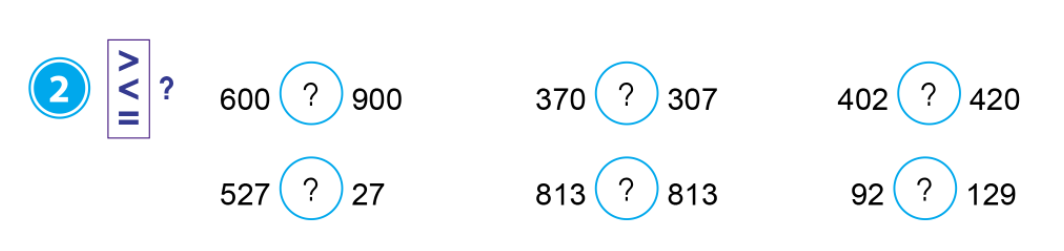 2 > < = ?
600 ? 900 370 ? 307 402 ? 420
527 ? 27 813 ? 813 92 ? 129